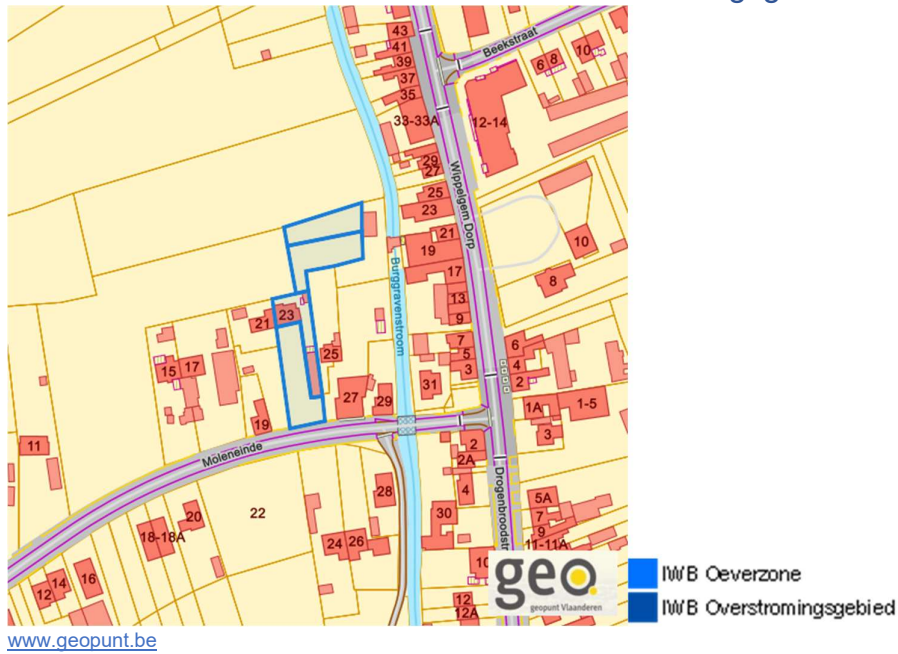 43
41
39
37
35
33-33A
Beekstraat
6 8
10
12-14
29
27
Wippelgem Dorp
25
23
21
19
17
13
9
10
8
Burggravenstroom
23
21
25
15 17
7
5
3
6
4
2
31
27
29
19
1A
1-5
3
11
Moleneinde
2
2A
4
Drogenbroodstr
28
30
20
22
18-18A
24 26
5A
7
9
11-11A
14
12
16
10
12
12A
geo
geopunt Vlaanderen
IWB Oeverzone
IWB Overstromingsgebied
www.geopunt.be